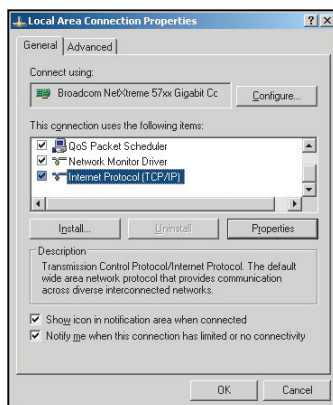 Local Area Connection Properties
General
Advanced
Connect using:
Broadcom NetXtreme 57xx Gigabit Cc
Configure...
This connection uses the following items:
QoS Packet Scheduler
Network Monitor Driver
Internet Protocol (TCP/IP)
Install...
Uninstall
Properties
Description
Transmission Control Protocol/Internet Protocol. The default
wide area network protocol that provides communication
across diverse interconnected networks.
Show icon in notification area when connected
Notify me when this connection has limited or no connectivity
OK
Cancel